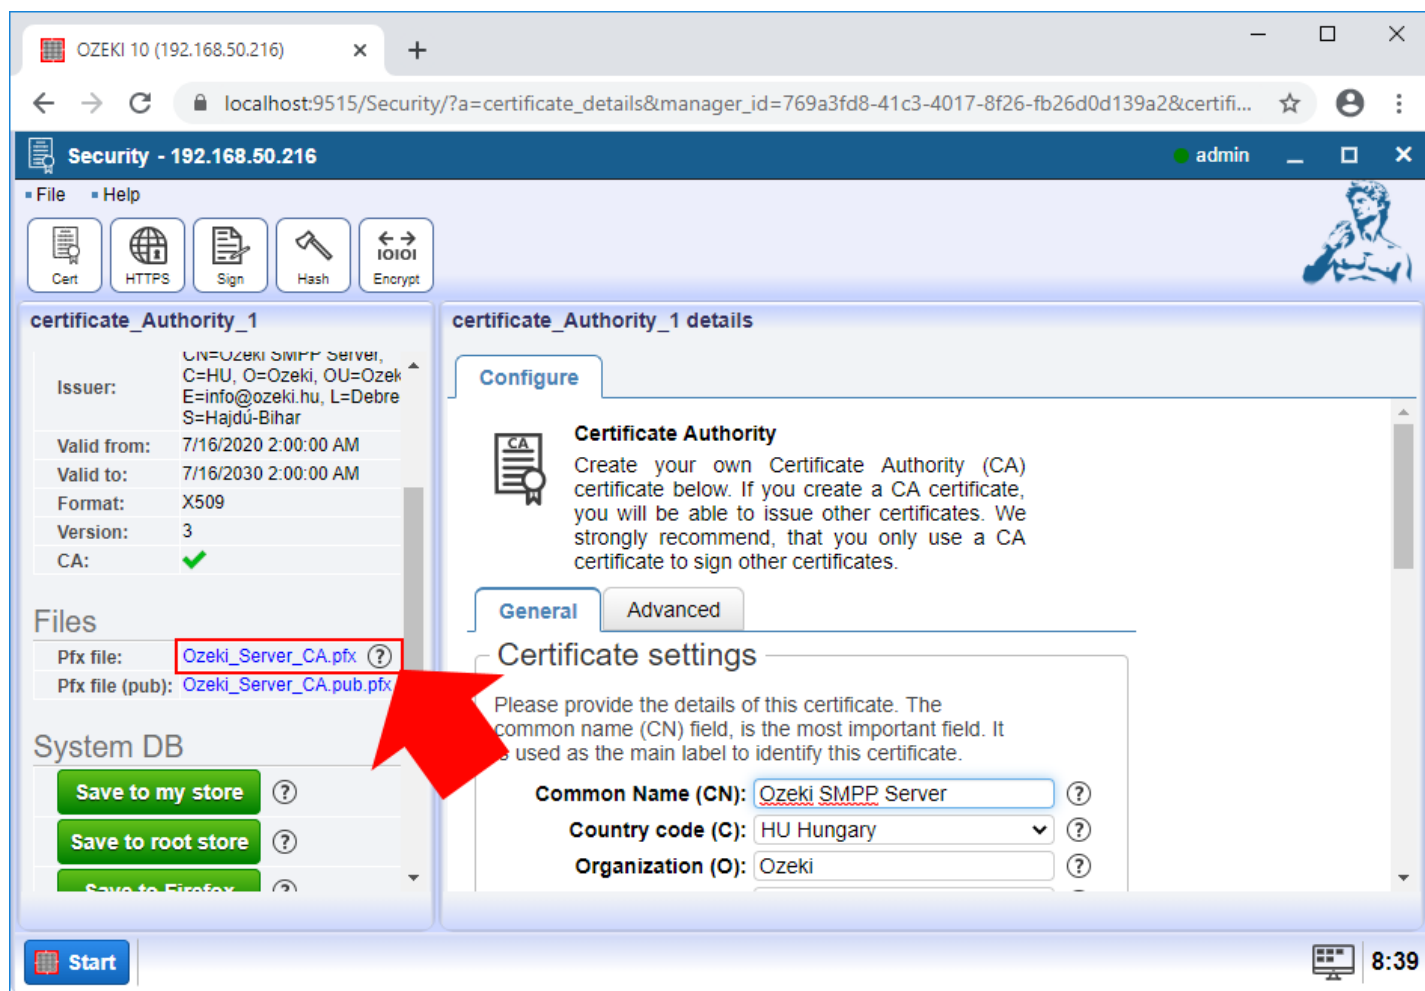 OZEKI 10 (192.168.50.216)
localhost:9515/Security/?a=certificate_details&manager_id=769a3fd8-41c3-4017-8f26-fb26d0d139a2&certifi...
Security - 192.168.50.216
admin
File Help
Cert HTTPS Sign Hash Encrypt
certificate_Authority_1
Issuer:
CN=Ozeki SMPP Server,
C=HU, O=Ozeki, OU=Ozek
E=info@ozeki.hu, L=Debre
S=Hajdú-Bihar
Valid from: 7/16/2020 2:00:00 AM
Valid to: 7/16/2030 2:00:00 AM
Format: X509
Version: 3
CA:
Files
Pfx file: Ozeki_Server_CA.pfx ?
Pfx file (pub): Ozeki_Server_CA.pub.pfx
System DB
Save to my store ?
Save to root store ?
Save to Firefox ?
certificate_Authority_1 details
Configure
CA
Certificate Authority
Create your own Certificate Authority (CA)
certificate below. If you create a CA certificate,
you will be able to issue other certificates. We
strongly recommend, that you only use a CA
certificate to sign other certificates.
General Advanced
Certificate settings
Please provide the details of this certificate. The
common name (CN) field, is the most important field. It
s used as the main label to identify this certificate.
Common Name (CN): Ozeki SMPP Server ?
Country code (C): HU Hungary ?
Organization (O): Ozeki ?
Start
8:39